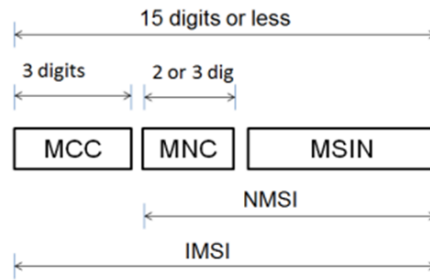 15 digits or less
3 digits
2 or 3 dig
MCC
MNC
MSIN
NMSI
IMSI